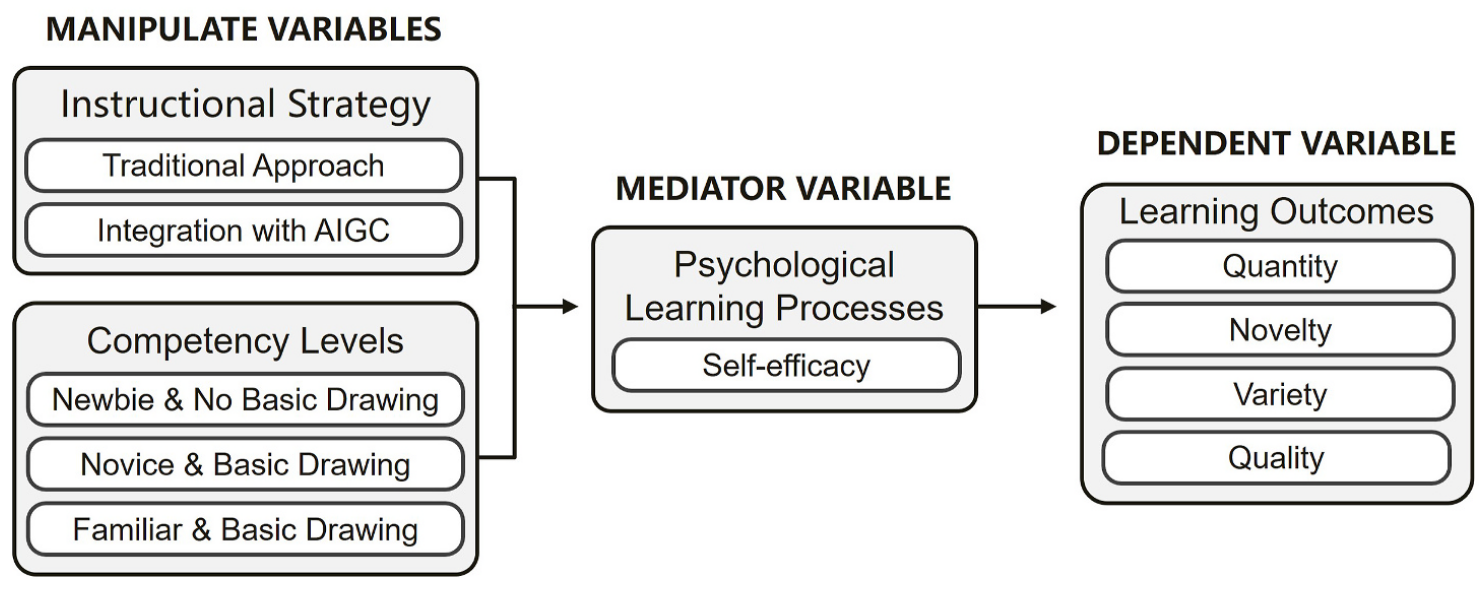 MANIPULATE VARIABLES
Instructional Strategy
Traditional Approach
Integration with AIGC
Competency Levels
Newbie & No Basic Drawing
Novice & Basic Drawing
Familiar & Basic Drawing
MEDIATOR VARIABLE
Psychological
Learning Processes
Self-efficacy
DEPENDENT VARIABLE
Learning Outcomes
Quantity
Novelty
Variety
Quality